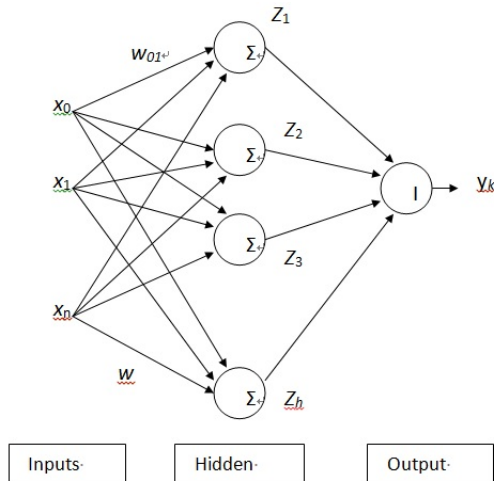 Z1
w01
Σ
x0
Z2
Σ
x1
yk
I
Σ
Z3
xn
w
Σ
Zh
Inputs
Hidden
Output